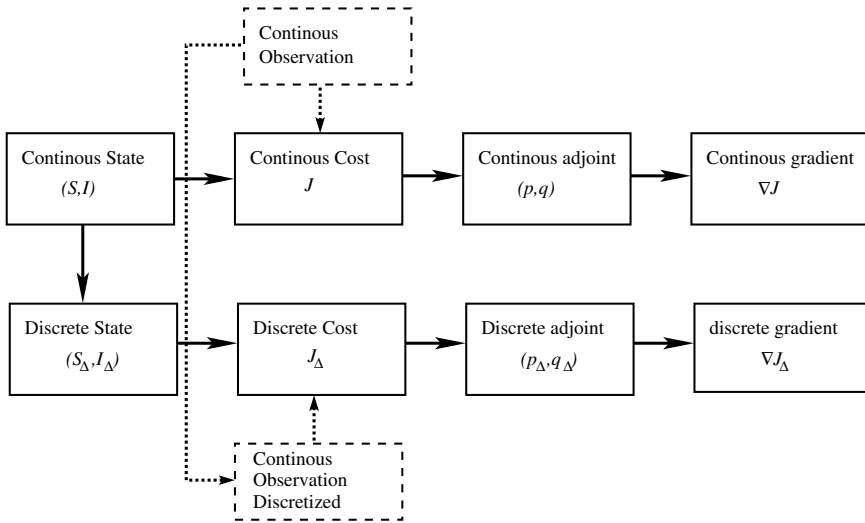 Continous
Observation
Continous State
(S,I)
Continous Cost
J
Continous adjoint
(p,q)
Continous gradient
∇J
Discrete State
(S_Δ,I_Δ)
Discrete Cost
J_Δ
Discrete adjoint
(p_Δ,q_Δ)
discrete gradient
∇J_Δ
Continous
Observation
Discretized